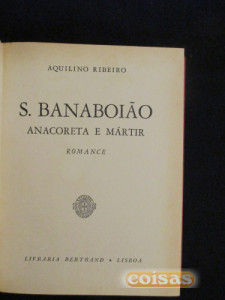 AQUILINO RIBEIRO
S. BANABOIÃO
ANACORETA E MÁRTIR
ROMANCE
LIVRARIA BERTRAND • LISBOA
coisas